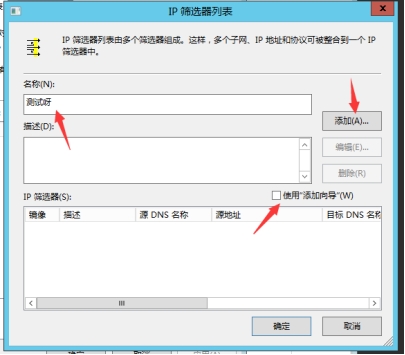 IP 筛选器列表
IP 筛选器列表由多个筛选器组成。这样，多个子网、IP 地址和协议可被整合到一个 IP
筛选器中。
名称(N):
测试呀
添加(A)...
描述(D):
编辑(E)...
删除(R)
IP 筛选器(S):
使用“添加向导”(W)
镜像 描述 源 DNS 名称 源地址 目标 DNS 名称
确定 取消